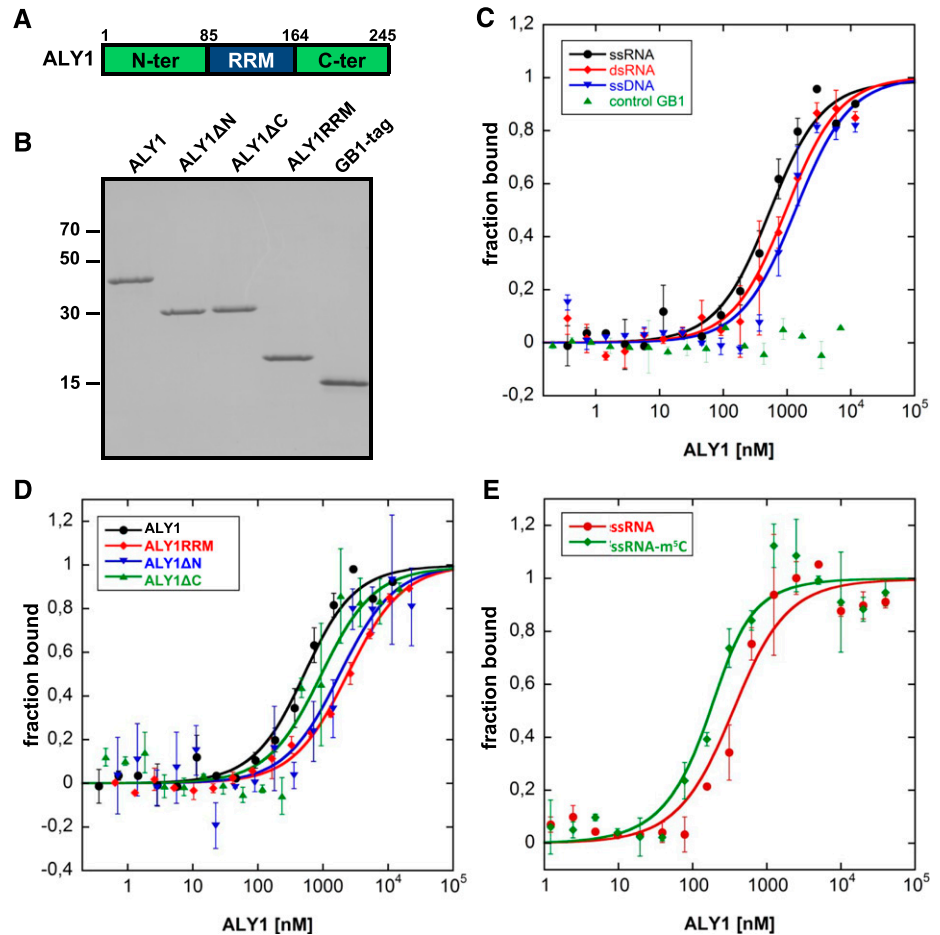 A
1 85 164 245
ALY1 N-ter RRM C-ter
B
ALY1 ALY1ΔN ALY1ΔC ALY1RRM GB1-tag
70
50
30
15
C
ssRNA
dsRNA
ssDNA
control GB1
fraction bound
1
0,8
0,6
0,4
0,2
0
-0,2
1 10 100 1000 10⁴ 10⁵
ALY1 [nM]
D
ALY1
ALY1RRM
ALY1ΔN
ALY1ΔC
fraction bound
1,2
1
0,8
0,6
0,4
0,2
0
-0,2
-0,4
1 10 100 1000 10⁴ 10⁵
ALY1 [nM]
E
ssRNA
ssRNA-m⁵C
fraction bound
1,2
1
0,8
0,6
0,4
0,2
0
1 10 100 1000 10⁴ 10⁵
ALY1 [nM]